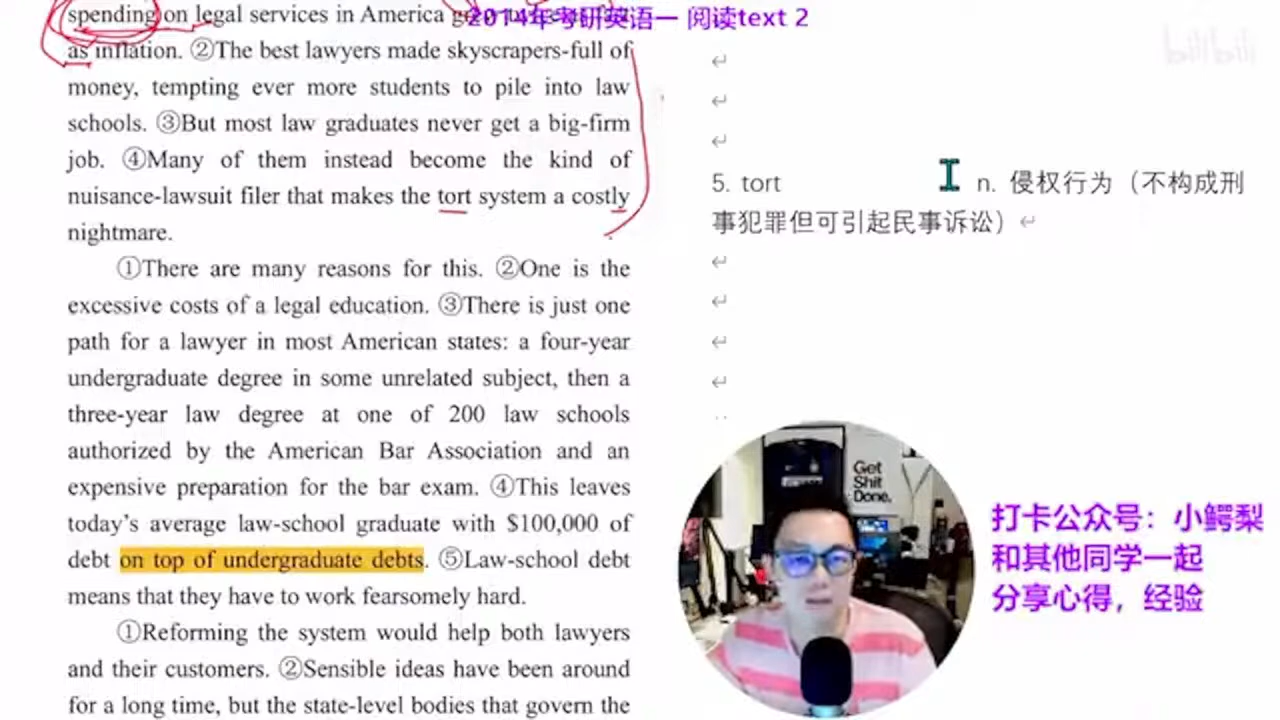 2014年考研英语一 阅读text 2
spending on legal services in America
as inflation. ②The best lawyers made skyscrapers-full of
money, tempting ever more students to pile into law
schools. ③But most law graduates never get a big-firm
job. ④Many of them instead become the kind of
nuisance-lawsuit filer that makes the tort system a costly
nightmare.
①There are many reasons for this. ②One is the
excessive costs of a legal education. ③There is just one
path for a lawyer in most American states: a four-year
undergraduate degree in some unrelated subject, then a
three-year law degree at one of 200 law schools
authorized by the American Bar Association and an
expensive preparation for the bar exam. ④This leaves
today's average law-school graduate with $100,000 of
debt on top of undergraduate debts. ⑤Law-school debt
means that they have to work fearsomely hard.
①Reforming the system would help both lawyers
and their customers. ②Sensible ideas have been around
for a long time, but the state-level bodies that govern the
bilibili
5. tort n. 侵权行为（不构成刑
事犯罪但可引起民事诉讼）
Get
Shit
Done.
打卡公众号：小鳄梨
和其他同学一起
分享心得，经验